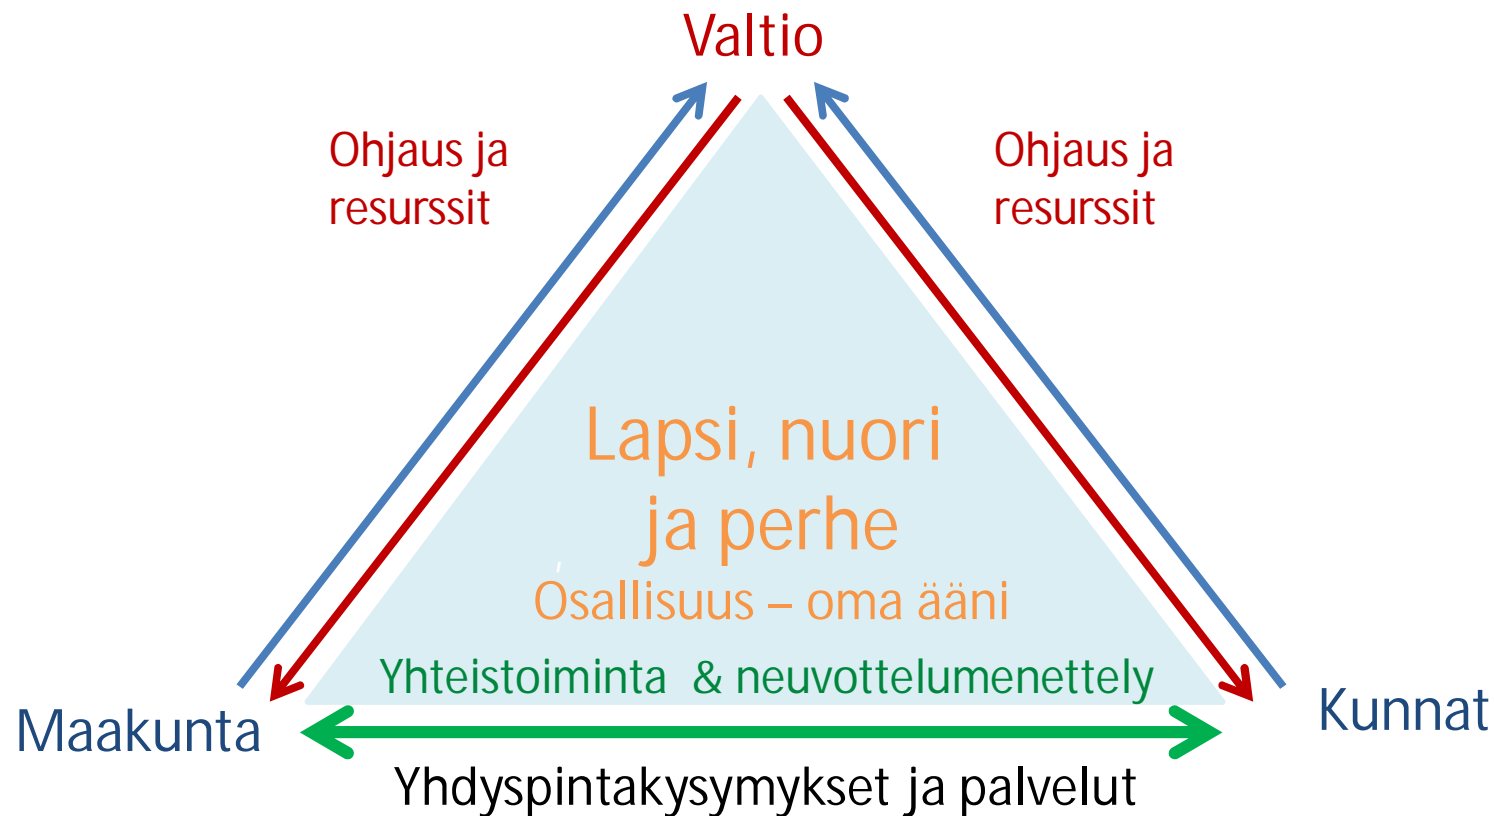 Valtio
Ohjaus ja
resurssit
Ohjaus ja
resurssit
Lapsi, nuori
ja perhe
Osallisuus – oma ääni
Yhteistoiminta & neuvottelumenettely
Maakunta
Kunnat
Yhdyspintakysymykset ja palvelut